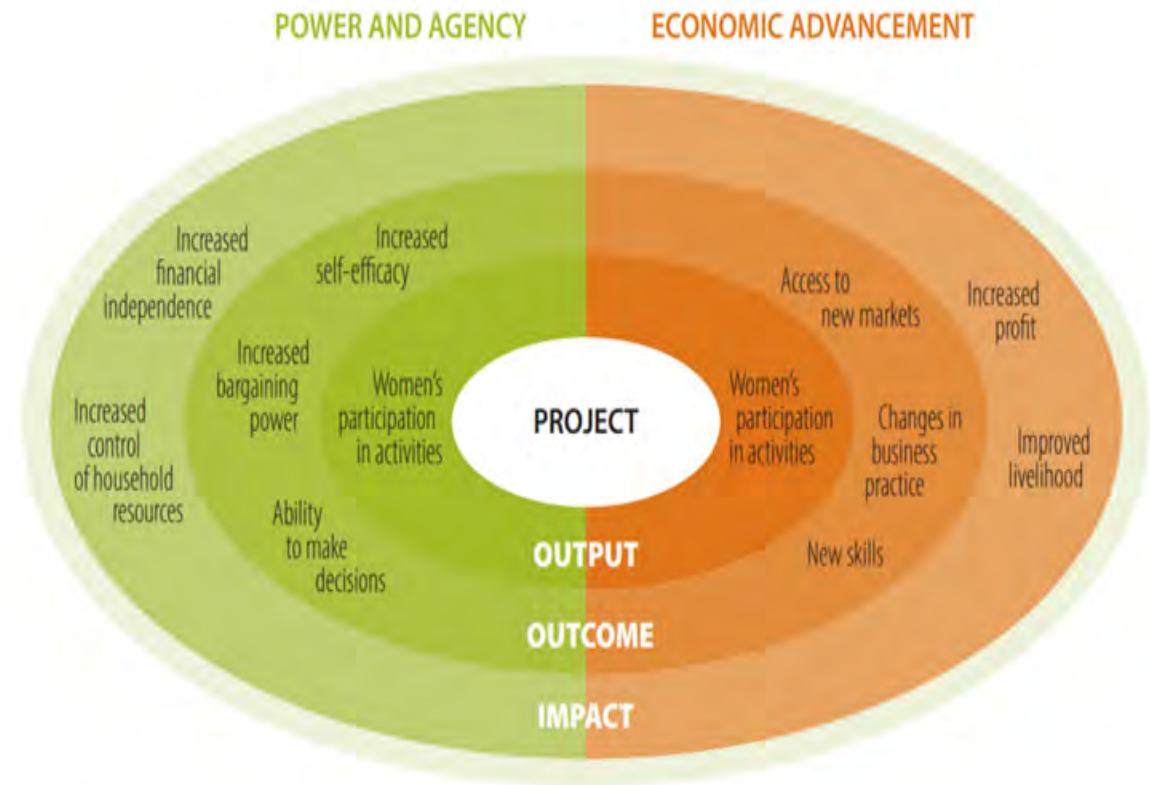 POWER AND AGENCY
ECONOMIC ADVANCEMENT
Increased
financial
independence
Increased
self-efficacy
Increased
bargaining
power
Women's
participation
in activities
Increased
control
of household
resources
Ability
to make
decisions
PROJECT
Women's
participation
in activities
Access to
new markets
Increased
profit
Changes in
business
practice
Improved
livelihood
New skills
OUTPUT
OUTCOME
IMPACT